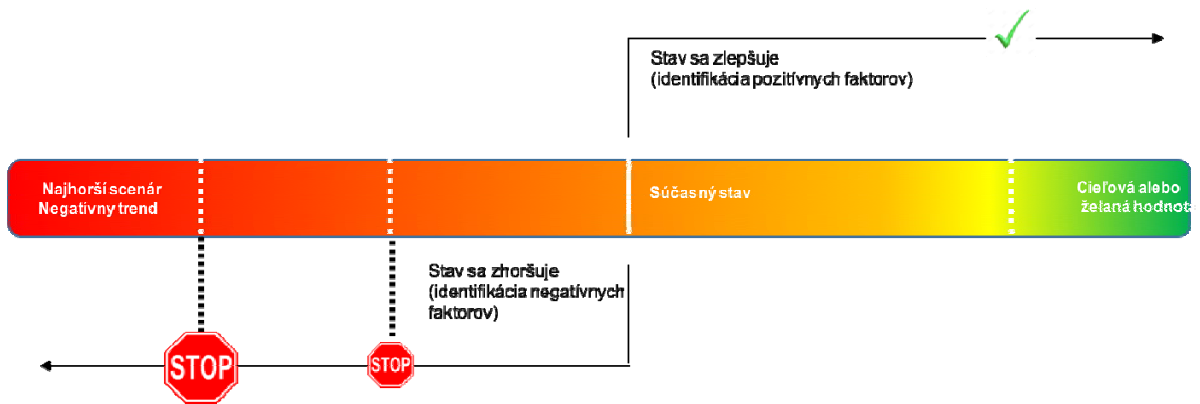 Stav sa zlepšuje
(identifikácia pozitívnych faktorov)
Najhorší scenár
Negatívny trend
Súčasný stav
Cieľová alebo
želaná hodnota
Stav sa zhoršuje
(identifikácia negatívnych
faktorov)
STOP
STOP